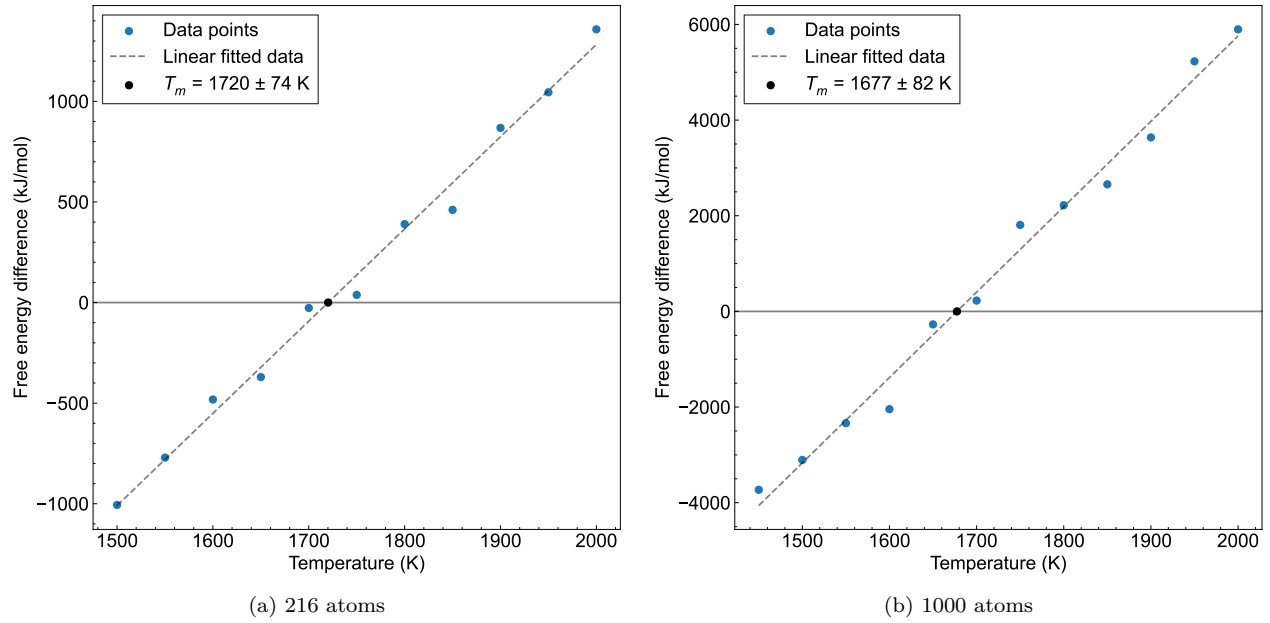 Data points
Linear fitted data
Tm = 1720 ± 74 K
Free energy difference (kJ/mol)
1000
500
0
−500
−1000
1500 1600 1700 1800 1900 2000
Temperature (K)
(a) 216 atoms
Data points
Linear fitted data
Tm = 1677 ± 82 K
Free energy difference (kJ/mol)
6000
4000
2000
0
−2000
−4000
1500 1600 1700 1800 1900 2000
Temperature (K)
(b) 1000 atoms